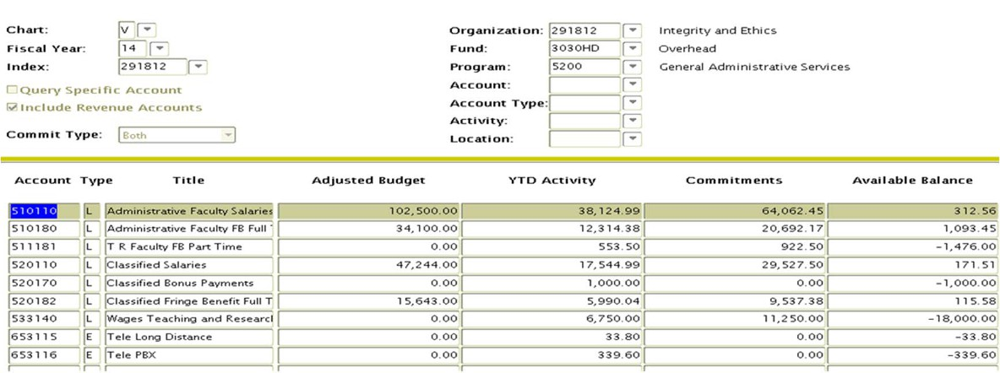 Chart: V Organization: 291812 Integrity and Ethics
Fiscal Year: 14 Fund: 3030HD Overhead
Index: 291812 Program: 5200 General Administrative Services
Query Specific Account Account:
Include Revenue Accounts Account Type:
Activity:
Commit Type: Both Location:
Account Type Title Adjusted Budget YTD Activity Commitments Available Balance
510110 L Administrative Faculty Salaries 102,500.00 38,124.99 64,062.45 312.56
510180 L Administrative Faculty FB Full 34,100.00 12,314.38 20,692.17 1,093.45
511181 L T R Faculty FB Part Time 0.00 553.50 922.50 -1,476.00
520110 L Classified Salaries 47,244.00 17,544.99 29,527.50 171.51
520170 L Classified Bonus Payments 0.00 1,000.00 0.00 -1,000.00
520182 L Classified Fringe Benefit Full T 15,643.00 5,990.04 9,537.38 115.58
533140 L Wages Teaching and Researc 0.00 6,750.00 11,250.00 -18,000.00
653115 E Tele Long Distance 0.00 33.80 0.00 -33.80
653116 E Tele PBX 0.00 339.60 0.00 -339.60